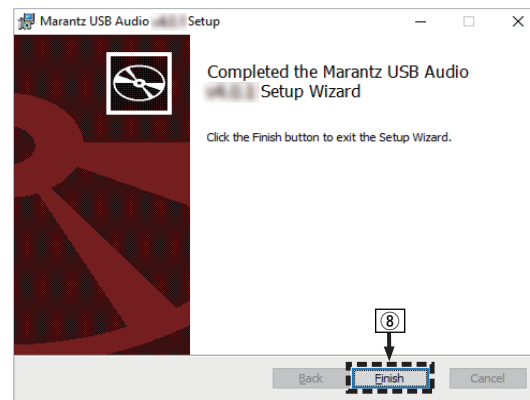 Marantz USB Audio Setup
Completed the Marantz USB Audio
Setup Wizard
Click the Finish button to exit the Setup Wizard.
⑧
Back Finish Cancel